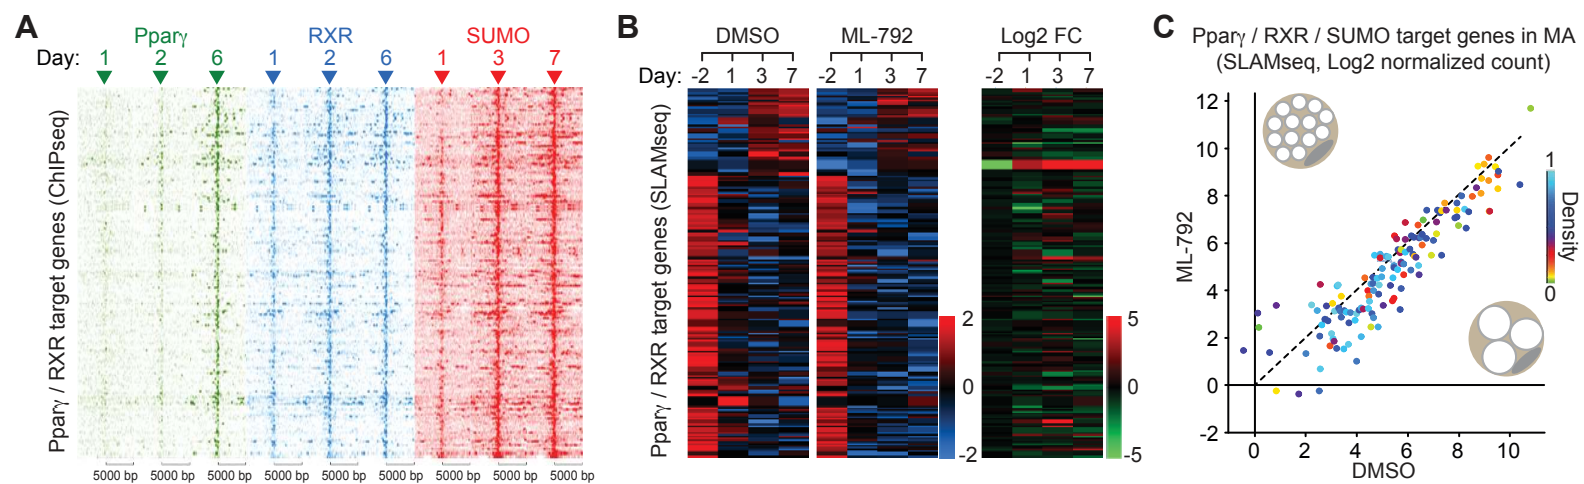 A
Pparγ RXR SUMO
Day: 1 2 6 1 2 6 1 3 7
Pparγ / RXR target genes (ChIPseq)
5000 bp 5000 bp 5000 bp 5000 bp 5000 bp 5000 bp 5000 bp 5000 bp 5000 bp
B
DMSO ML-792 Log2 FC
Day: -2 1 3 7 -2 1 3 7 -2 1 3 7
Pparγ / RXR target genes (SLAMseq)
2
0
-2
5
0
-5
C
Pparγ / RXR / SUMO target genes in MA
(SLAMseq, Log2 normalized count)
ML-792
12
10
8
6
4
2
0
-2
0 2 4 6 8 10
DMSO
1
Density
0